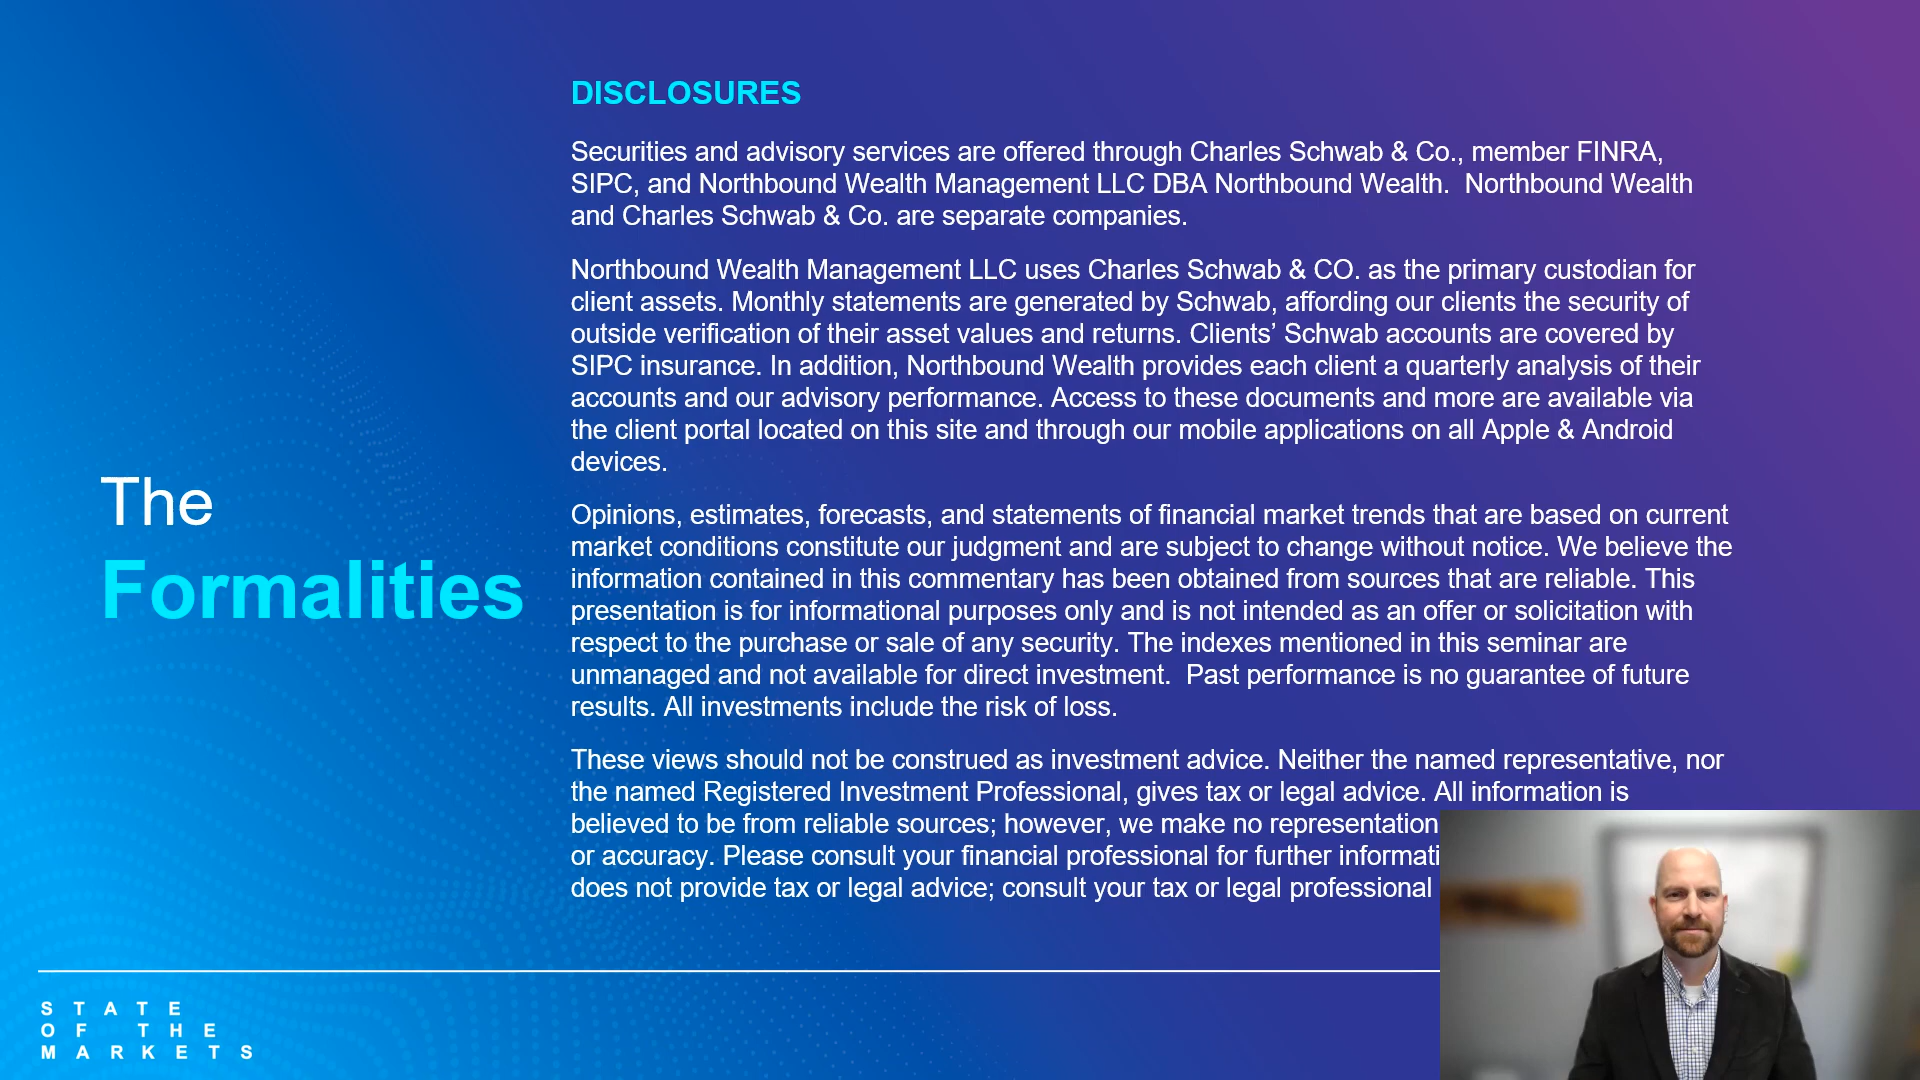 DISCLOSURES
Securities and advisory services are offered through Charles Schwab & Co., member FINRA,
SIPC, and Northbound Wealth Management LLC DBA Northbound Wealth.  Northbound Wealth
and Charles Schwab & Co. are separate companies.
Northbound Wealth Management LLC uses Charles Schwab & CO. as the primary custodian for
client assets. Monthly statements are generated by Schwab, affording our clients the security of
outside verification of their asset values and returns. Clients’ Schwab accounts are covered by
SIPC insurance. In addition, Northbound Wealth provides each client a quarterly analysis of their
accounts and our advisory performance. Access to these documents and more are available via
the client portal located on this site and through our mobile applications on all Apple & Android
devices.
The
Formalities
Opinions, estimates, forecasts, and statements of financial market trends that are based on current
market conditions constitute our judgment and are subject to change without notice. We believe the
information contained in this commentary has been obtained from sources that are reliable. This
presentation is for informational purposes only and is not intended as an offer or solicitation with
respect to the purchase or sale of any security. The indexes mentioned in this seminar are
unmanaged and not available for direct investment.  Past performance is no guarantee of future
results. All investments include the risk of loss.
These views should not be construed as investment advice. Neither the named representative, nor
the named Registered Investment Professional, gives tax or legal advice. All information is
believed to be from reliable sources; however, we make no representation
or accuracy. Please consult your financial professional for further informati
does not provide tax or legal advice; consult your tax or legal professional
STATE
OF THE
MARKETS